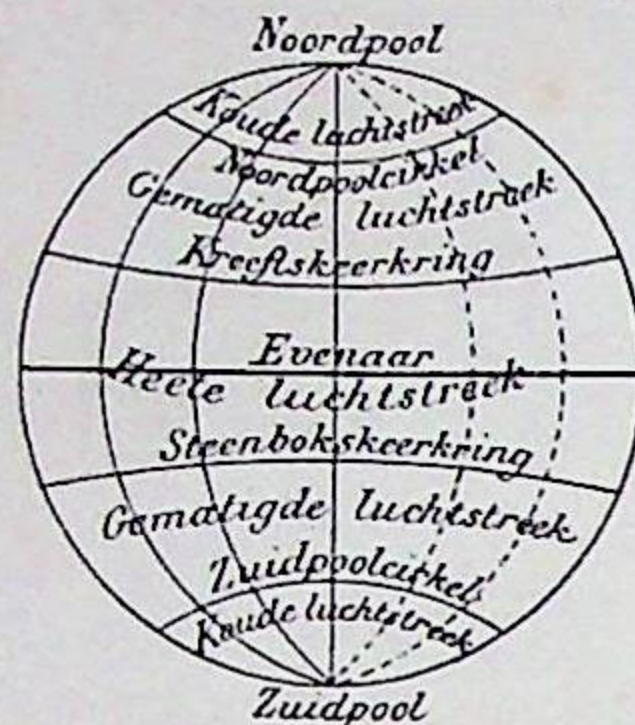 Noordpool
Koude luchtstreek
Noordpoolcirkel
Gematigde luchtstreek
Kreeftskeerkring
Evenaar
Heete luchtstreek
Steenbokskeerkring
Gematigde luchtstreek
Zuidpoolcirkel
Koude luchtstreek
Zuidpool